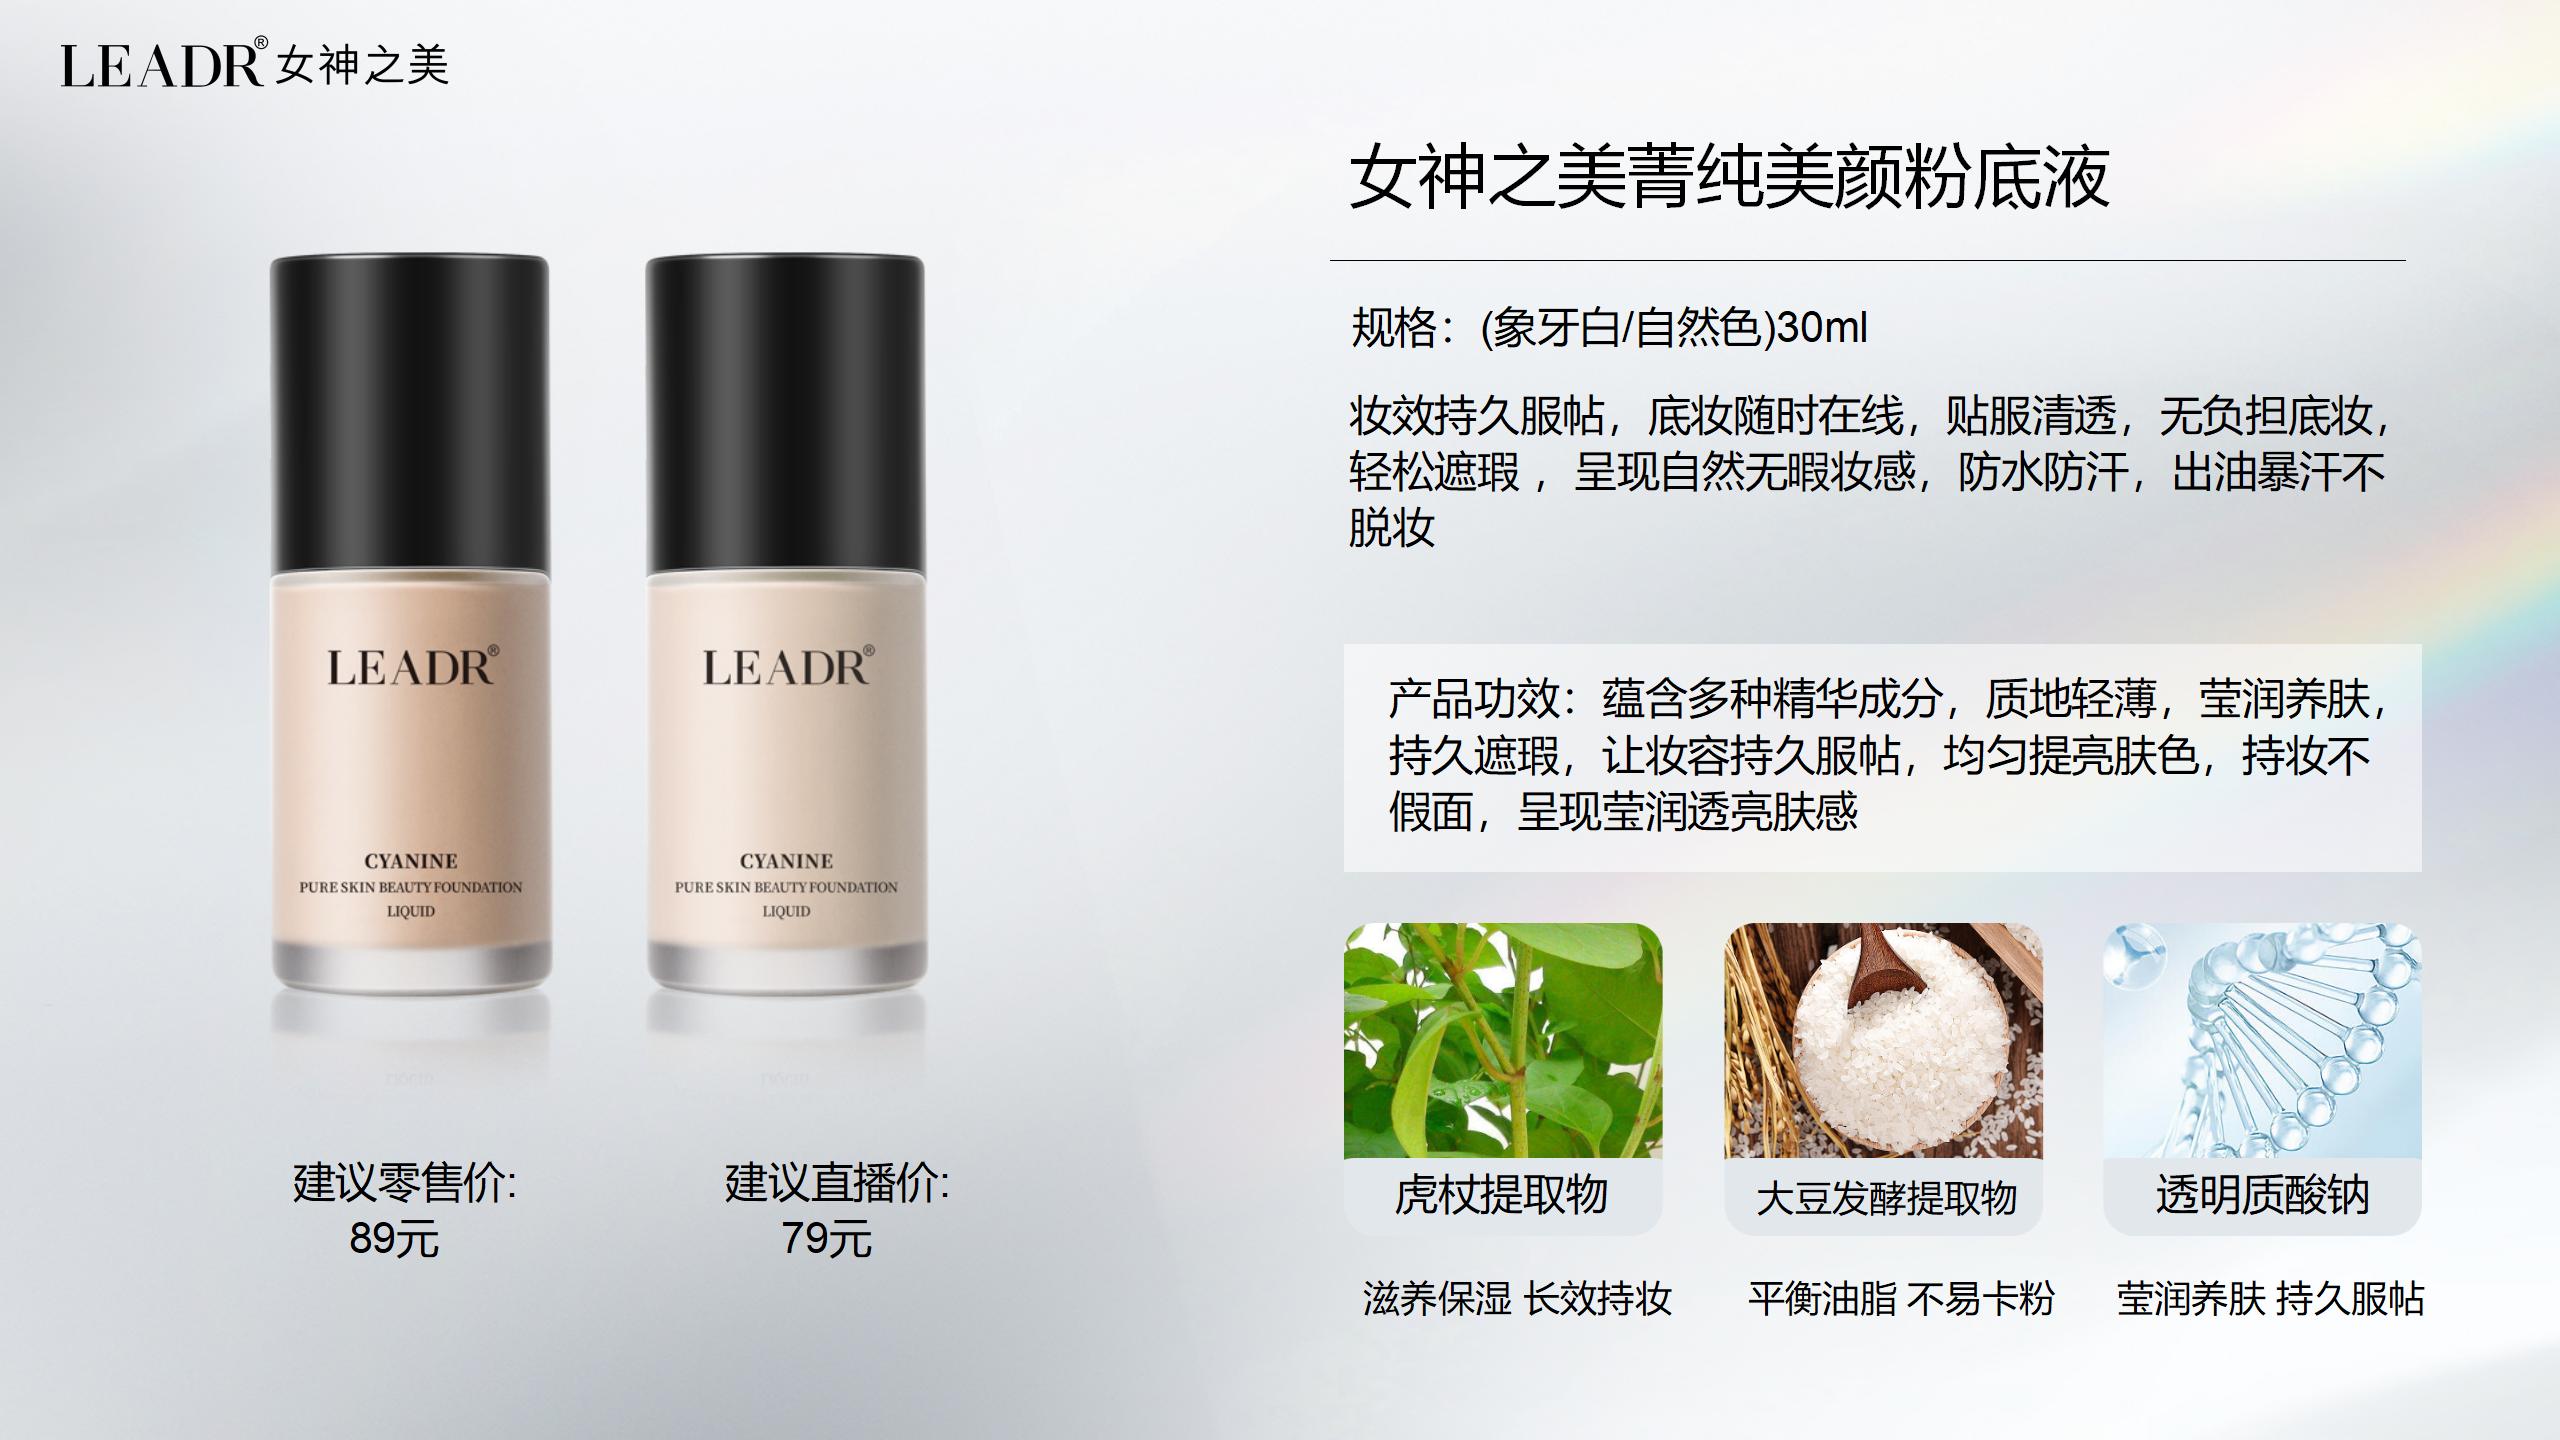 LEADR® 女神之美
女神之美菁纯美颜粉底液
规格：(象牙白/自然色)30ml
妆效持久服帖，底妆随时在线，贴服清透，无负担底妆，
轻松遮瑕 ，呈现自然无暇妆感，防水防汗，出油暴汗不
脱妆
产品功效：蕴含多种精华成分，质地轻薄，莹润养肤，
持久遮瑕，让妆容持久服帖，均匀提亮肤色，持妆不
假面，呈现莹润透亮肤感
LEADR®
CYANINE
PURE SKIN BEAUTY FOUNDATION
LIQUID
LEADR®
CYANINE
PURE SKIN BEAUTY FOUNDATION
LIQUID
建议零售价:
89元
建议直播价:
79元
虎杖提取物
大豆发酵提取物
透明质酸钠
滋养保湿 长效持妆
平衡油脂 不易卡粉
莹润养肤 持久服帖